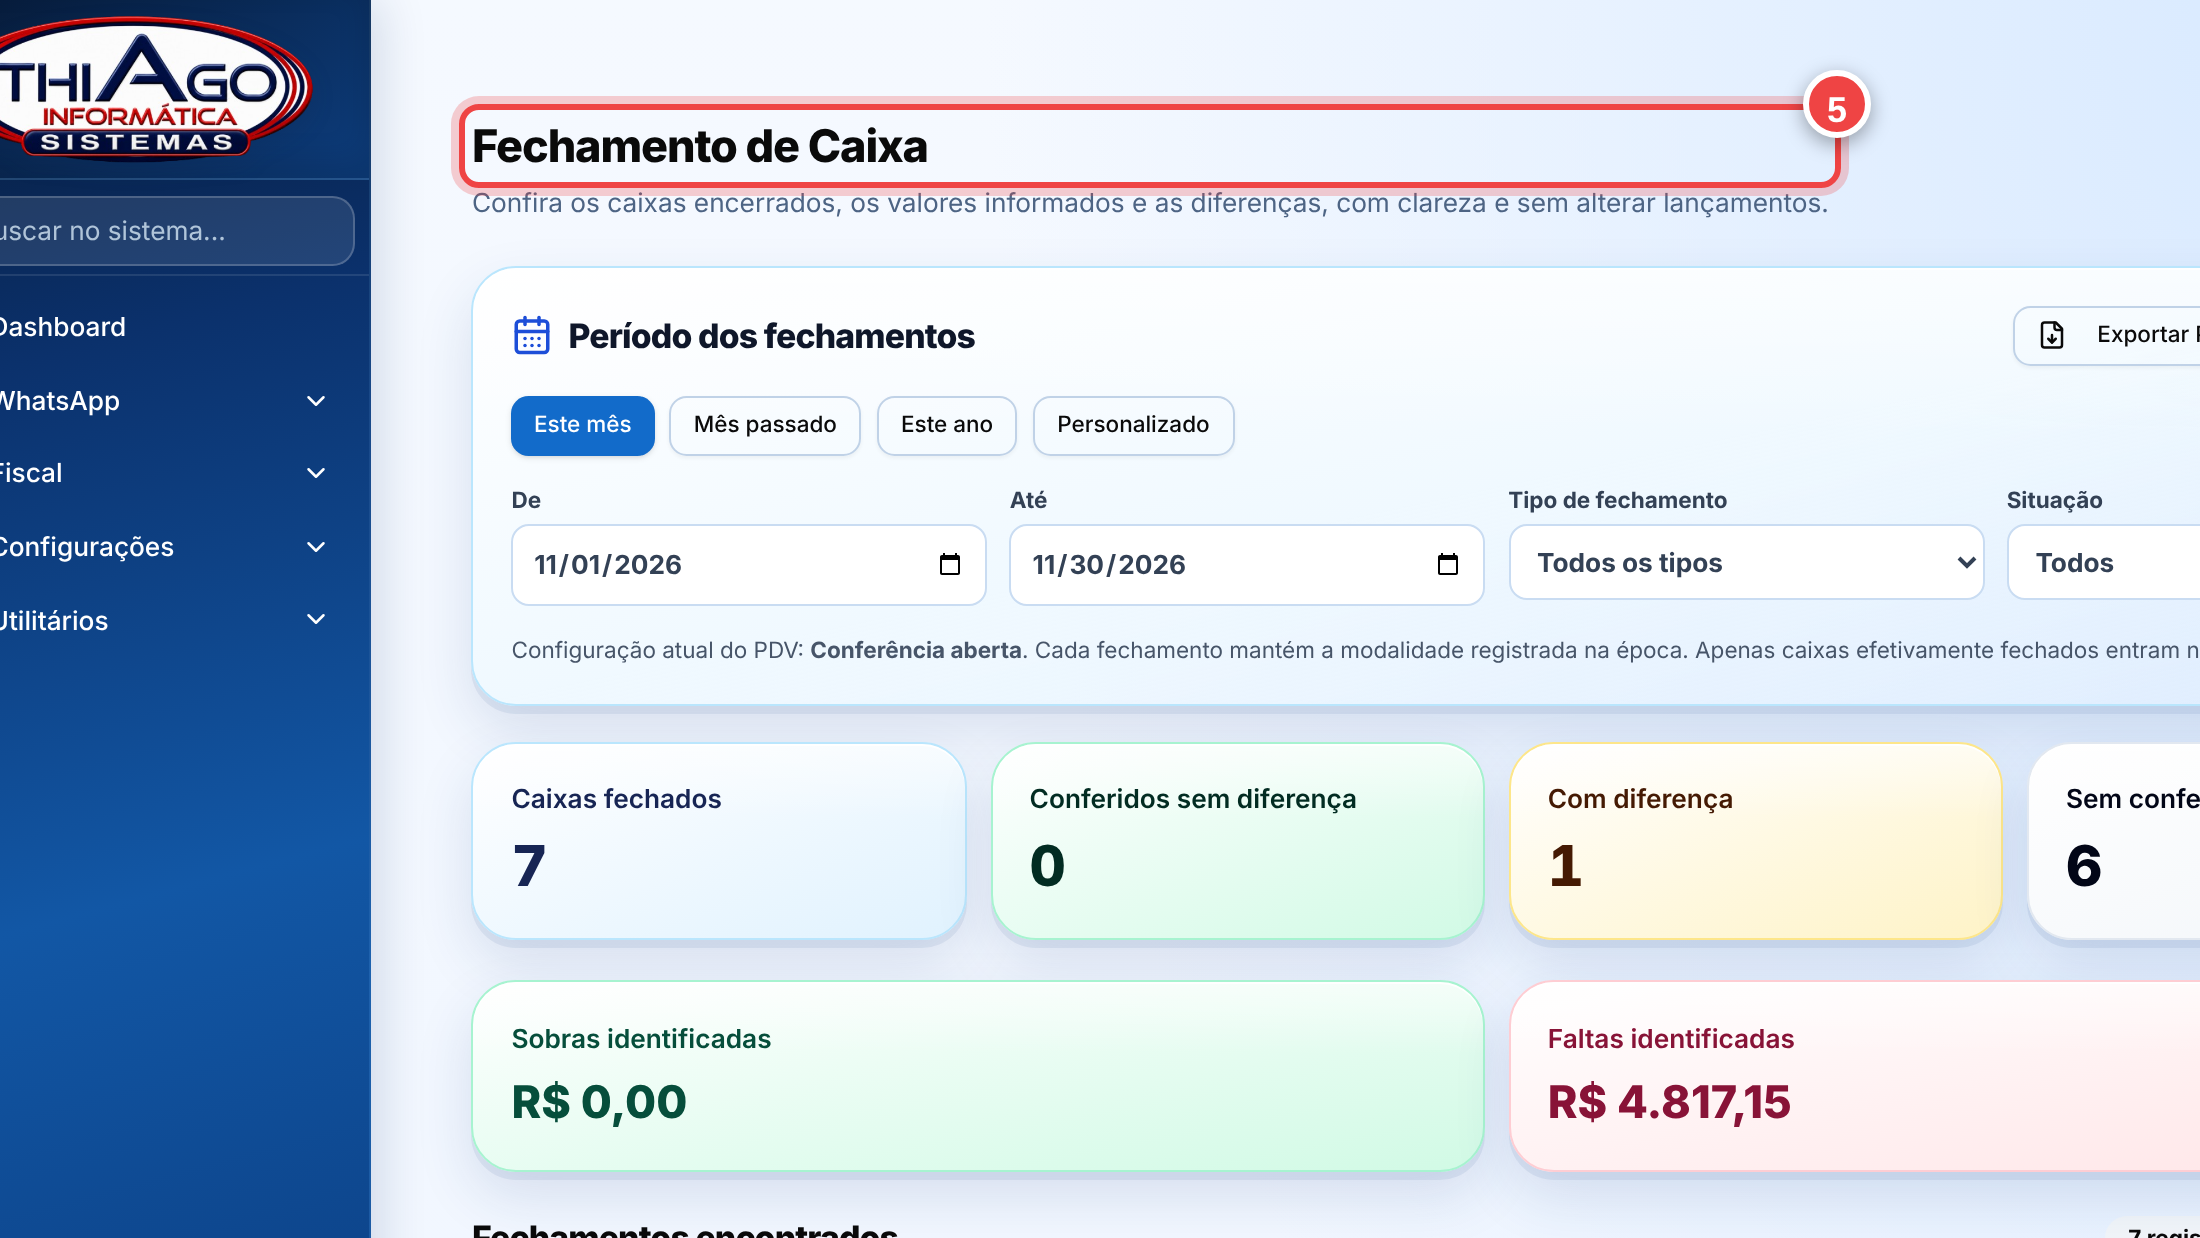 THIAGO
INFORMÁTICA
SISTEMAS
uscar no sistema...
Dashboard
WhatsApp
Fiscal
Configurações
Utilitários
5
Fechamento de Caixa
Confira os caixas encerrados, os valores informados e as diferenças, com clareza e sem alterar lançamentos.
Período dos fechamentos
Exportar
Este mês
Mês passado
Este ano
Personalizado
De
Até
Tipo de fechamento
Situação
11/01/2026
11/30/2026
Todos os tipos
Todos
Configuração atual do PDV: Conferência aberta. Cada fechamento mantém a modalidade registrada na época. Apenas caixas efetivamente fechados entram n
Caixas fechados
7
Conferidos sem diferença
0
Com diferença
1
Sem confe
6
Sobras identificadas
R$ 0,00
Faltas identificadas
R$ 4.817,15
Fechamentos encontrados
7 regis